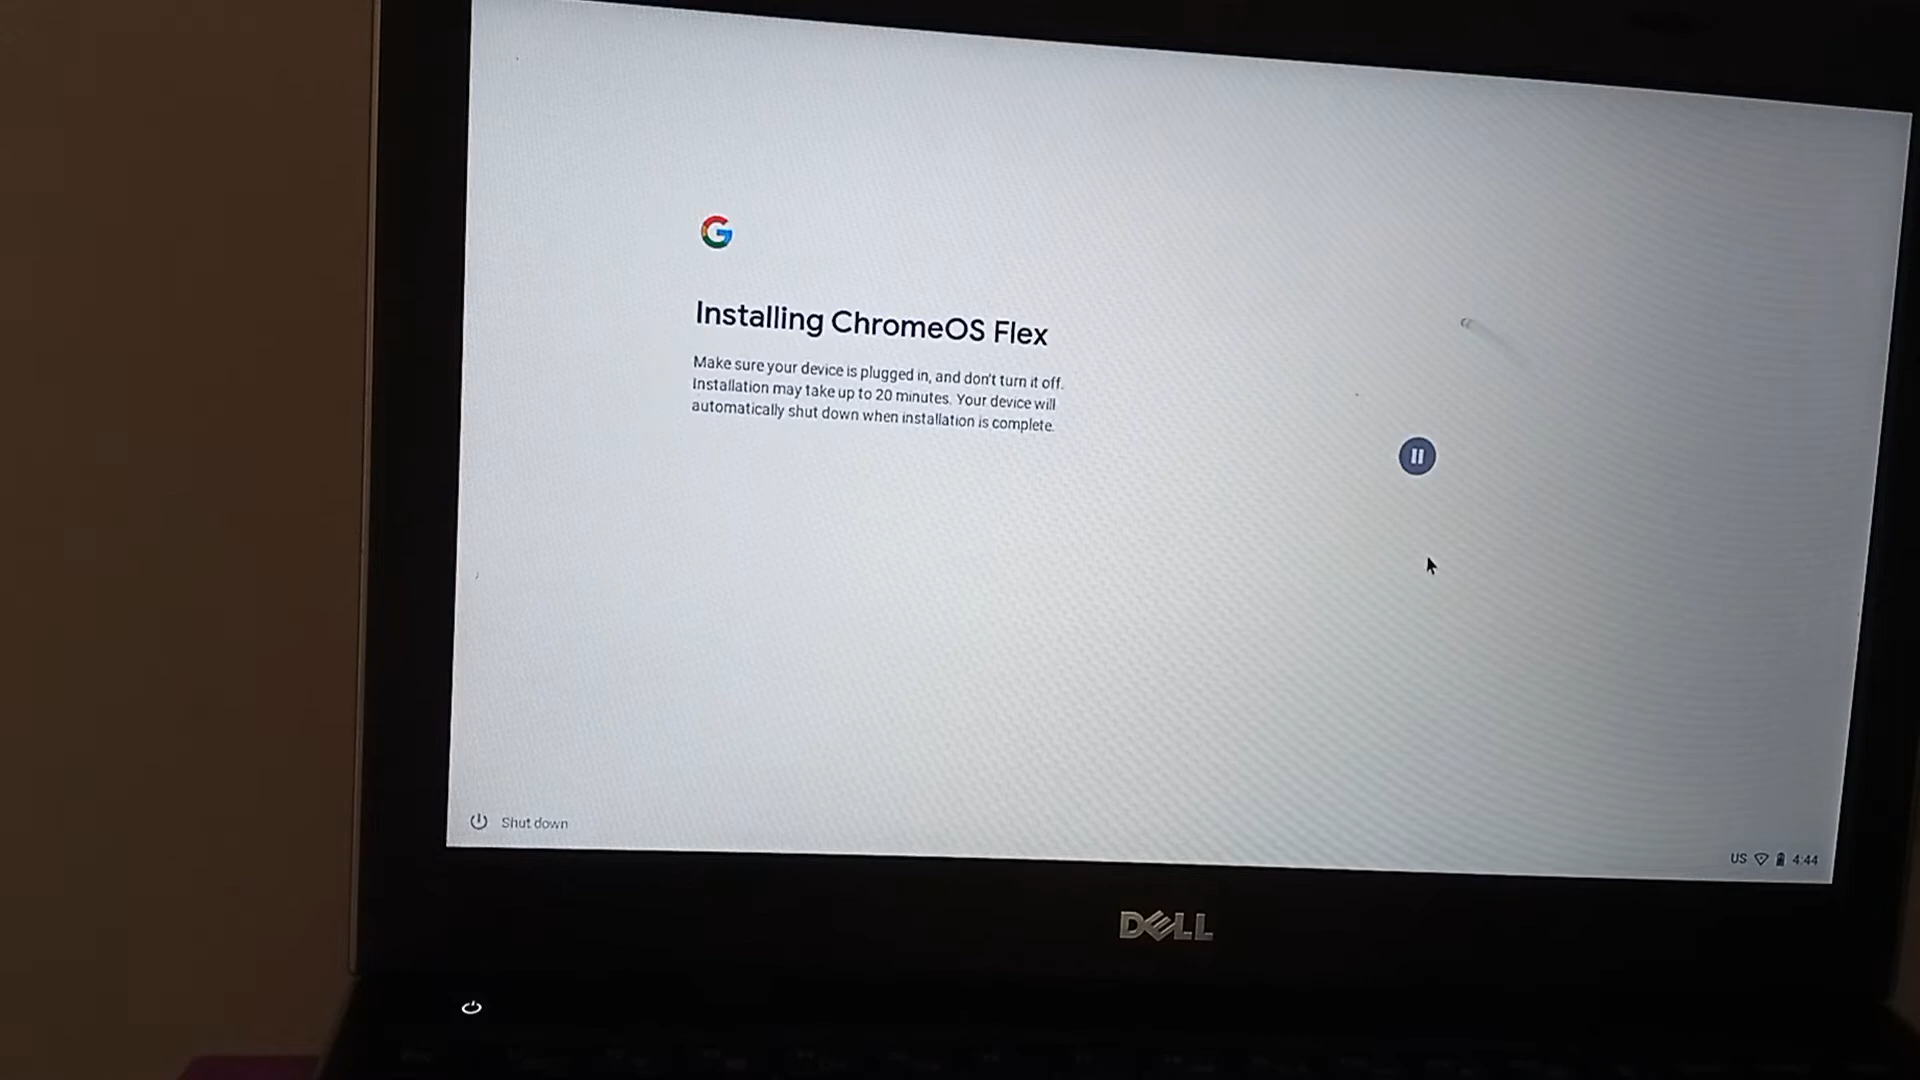 Installing ChromeOS Flex
Make sure your device is plugged in, and don't turn it off.
Installation may take up to 20 minutes. Your device will
automatically shut down when installation is complete.
Shut down
US 4:44
DELL